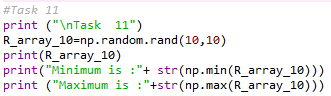 #Task 11
print ("\nTask  11")
R_array_10=np.random.rand(10,10)
print(R_array_10)
print("Minimum is :"+ str(np.min(R_array_10)))
print ("Maximum is :"+str(np.max(R_array_10)))